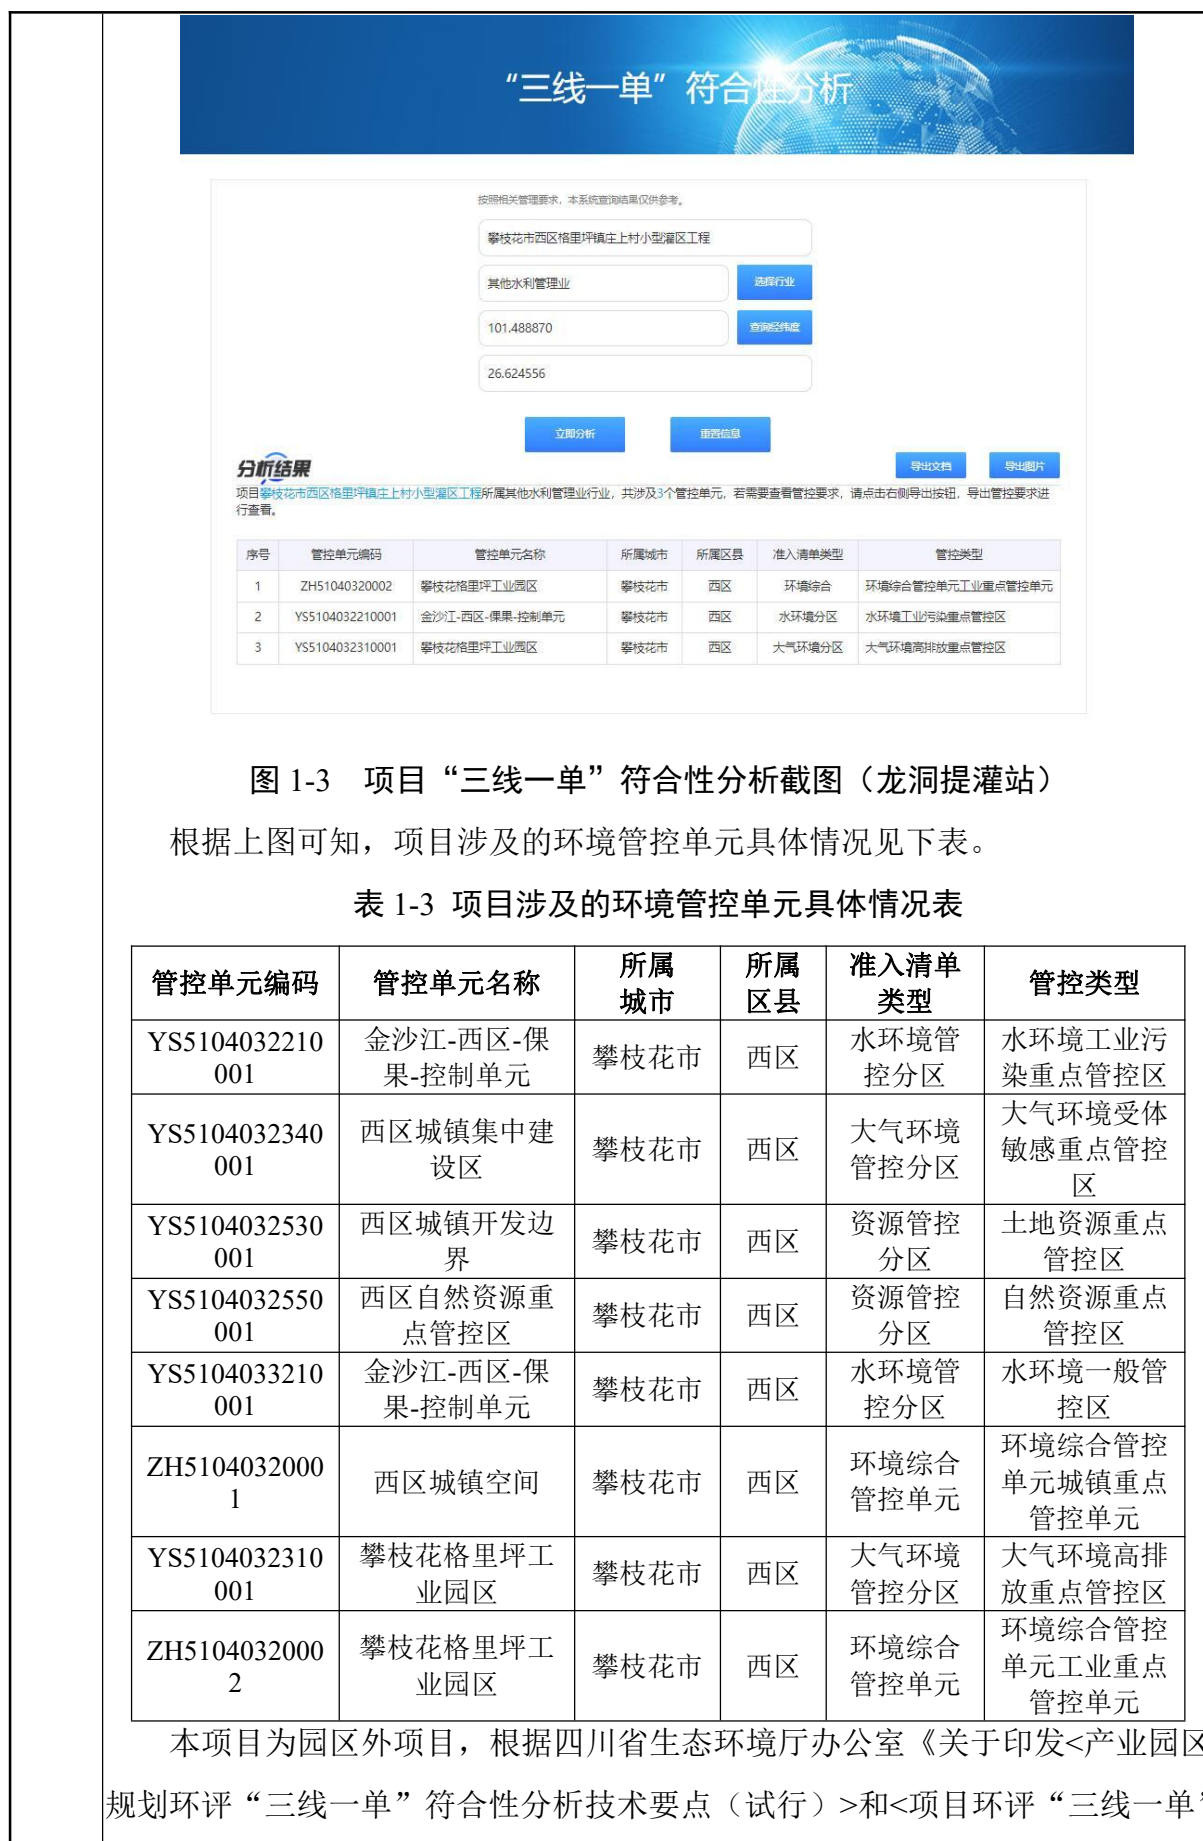 “三线一单”符合性分析
按照相关管理要求，本系统查询结果仅供参考。
攀枝花市西区格里坪镇庄上村小型灌区工程
其他水利管理业
选择行业
101.488870
查询经纬度
26.624556
立即分析
重置信息
分析结果
导出文档
导出图片
项目攀枝花市西区格里坪镇庄上村小型灌区工程所属其他水利管理业行业，共涉及3个管控单元，若需要查看管控要求，请点击右侧导出按钮，导出管控要求进
行查看。
序号 管控单元编码 管控单元名称 所属城市 所属区县 准入清单类型 管控类型
1 ZH51040320002 攀枝花格里坪工业园区 攀枝花市 西区 环境综合 环境综合管控单元工业重点管控单元
2 YS5104032210001 金沙江-西区-倮果-控制单元 攀枝花市 西区 水环境分区 水环境工业污染重点管控区
3 YS5104032310001 攀枝花格里坪工业园区 攀枝花市 西区 大气环境分区 大气环境高排放重点管控区
图 1-3 项目“三线一单”符合性分析截图（龙洞提灌站）
根据上图可知，项目涉及的环境管控单元具体情况见下表。
表 1-3 项目涉及的环境管控单元具体情况表
管控单元编码 管控单元名称 所属
城市 所属
区县 准入清单
类型 管控类型
YS5104032210
001 金沙江-西区-倮
果-控制单元 攀枝花市 西区 水环境管
控分区 水环境工业污
染重点管控区
YS5104032340
001 西区城镇集中建
设区 攀枝花市 西区 大气环境
管控分区 大气环境受体
敏感重点管控
区
YS5104032530
001 西区城镇开发边
界 攀枝花市 西区 资源管控
分区 土地资源重点
管控区
YS5104032550
001 西区自然资源重
点管控区 攀枝花市 西区 资源管控
分区 自然资源重点
管控区
YS5104033210
001 金沙江-西区-倮
果-控制单元 攀枝花市 西区 水环境管
控分区 水环境一般管
控区
ZH5104032000
1 西区城镇空间 攀枝花市 西区 环境综合
管控单元 环境综合管控
单元城镇重点
管控单元
YS5104032310
001 攀枝花格里坪工
业园区 攀枝花市 西区 大气环境
管控分区 大气环境高排
放重点管控区
ZH5104032000
2 攀枝花格里坪工
业园区 攀枝花市 西区 环境综合
管控单元 环境综合管控
单元工业重点
管控单元
本项目为园区外项目，根据四川省生态环境厅办公室《关于印发<产业园区
规划环评“三线一单”符合性分析技术要点（试行）>和<项目环评“三线一单”